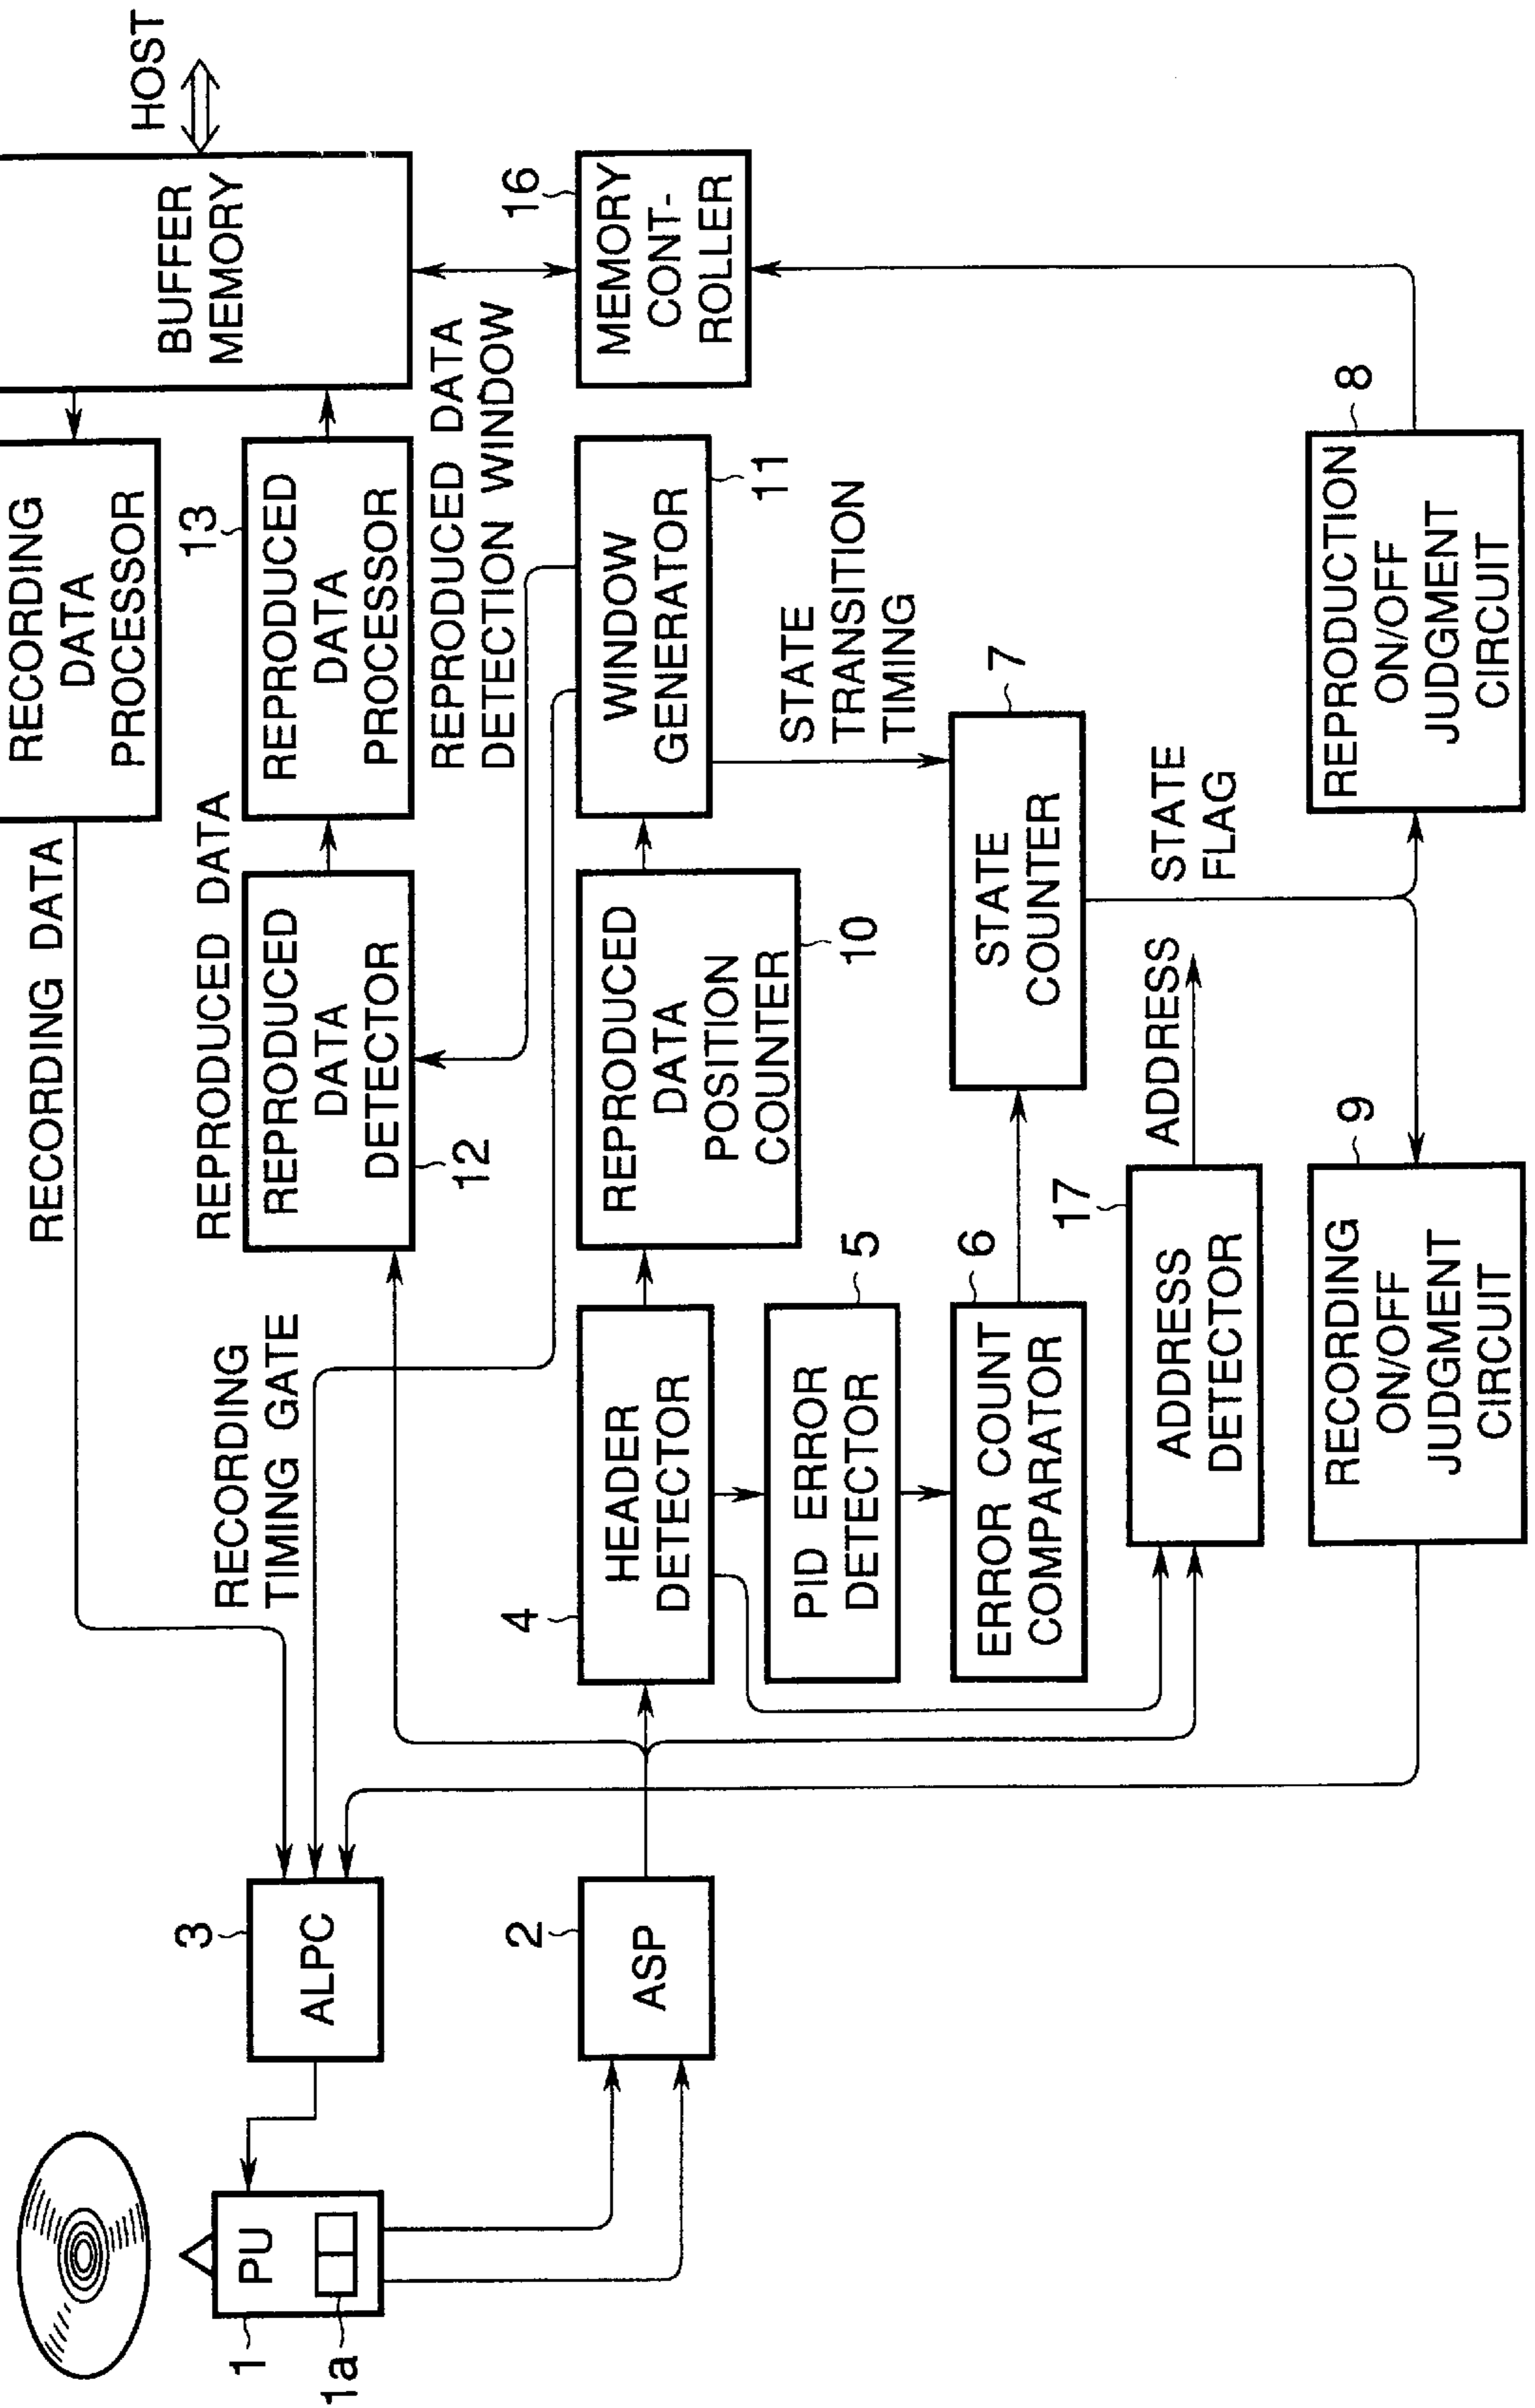 HOST
BUFFER
MEMORY
RECORDING
DATA
PROCESSOR
RECORDING DATA
13
REPRODUCED
DATA
PROCESSOR
REPRODUCED DATA
REPRODUCED
DATA
DETECTOR
12
REPRODUCED DATA
DETECTION WINDOW
16
MEMORY
CONT-
ROLLER
WINDOW
GENERATOR
11
STATE
TRANSITION
TIMING
REPRODUCED
DATA
POSITION
COUNTER
10
RECORDING
TIMING GATE
4
HEADER
DETECTOR
PID ERROR
DETECTOR
5
ERROR COUNT
COMPARATOR
6
STATE
COUNTER
7
STATE
FLAG
ADDRESS
17
ADDRESS
DETECTOR
REPRODUCTION
ON/OFF
JUDGMENT
CIRCUIT
8
RECORDING
ON/OFF
JUDGMENT
CIRCUIT
9
3
ALPC
2
ASP
PU
1
1a